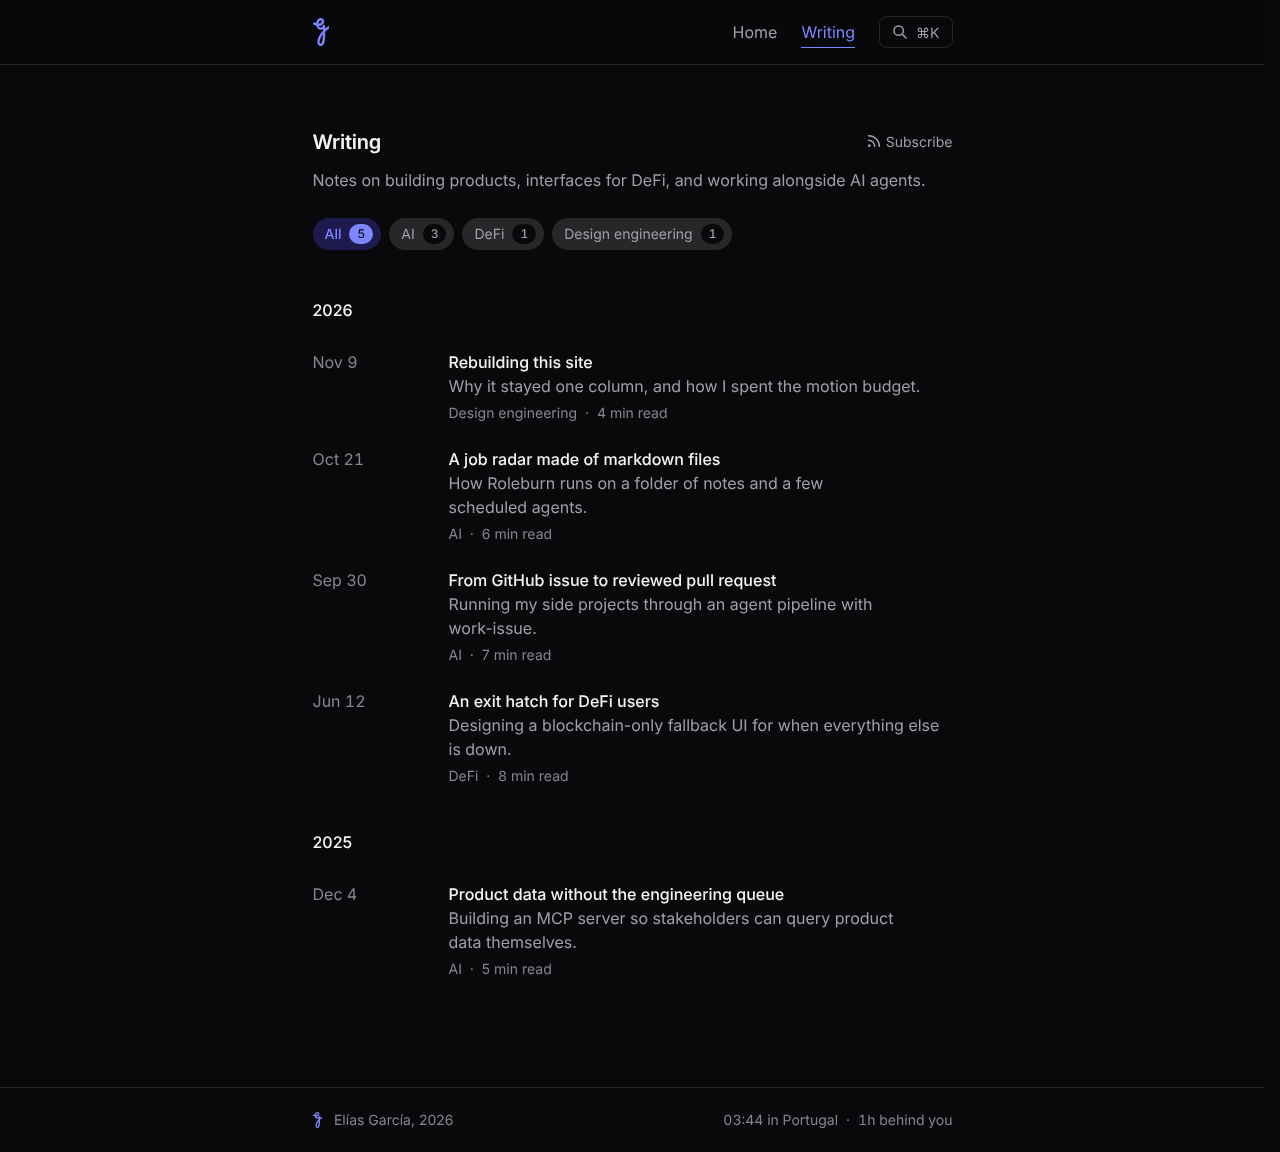 Home Writing ⌘K
Writing
Subscribe
Notes on building products, interfaces for DeFi, and working alongside AI agents.
All 5 AI 3 DeFi 1 Design engineering 1
2026
Nov 9 Rebuilding this site
Why it stayed one column, and how I spent the motion budget.
Design engineering · 4 min read
Oct 21 A job radar made of markdown files
How Roleburn runs on a folder of notes and a few
scheduled agents.
AI · 6 min read
Sep 30 From GitHub issue to reviewed pull request
Running my side projects through an agent pipeline with
work-issue.
AI · 7 min read
Jun 12 An exit hatch for DeFi users
Designing a blockchain-only fallback UI for when everything else
is down.
DeFi · 8 min read
2025
Dec 4 Product data without the engineering queue
Building an MCP server so stakeholders can query product
data themselves.
AI · 5 min read
Elías García, 2026 03:44 in Portugal · 1h behind you